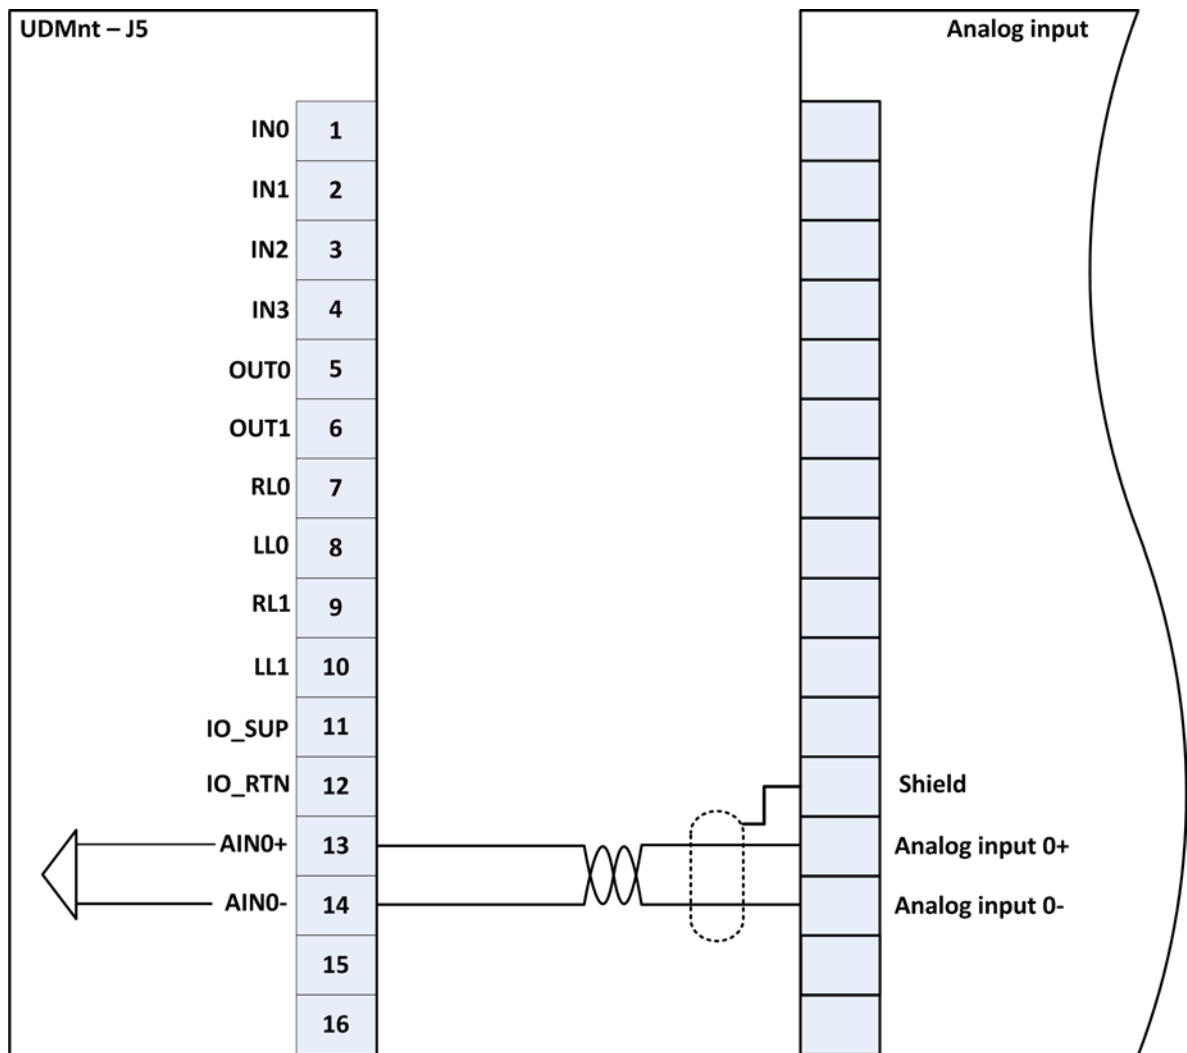 UDMnt – J5
Analog input
IN0 1
IN1 2
IN2 3
IN3 4
OUT0 5
OUT1 6
RL0 7
LL0 8
RL1 9
LL1 10
IO_SUP 11
IO_RTN 12 Shield
AIN0+ 13 Analog input 0+
AIN0- 14 Analog input 0-
15
16